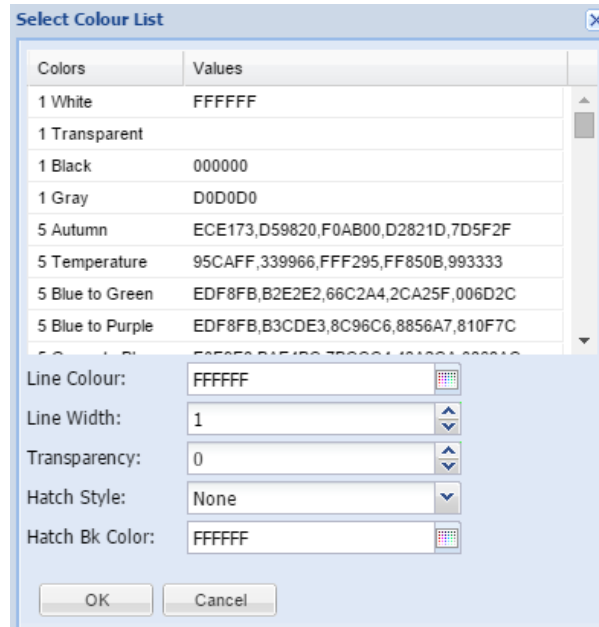 Select Colour List
Colors Values
1 White FFFFFF
1 Transparent
1 Black 000000
1 Gray D0D0D0
5 Autumn ECE173,D59820,F0AB00,D2821D,7D5F2F
5 Temperature 95CAFF,339966,FFF295,FF850B,993333
5 Blue to Green EDF8FB,B2E2E2,66C2A4,2CA25F,006D2C
5 Blue to Purple EDF8FB,B3CDE3,8C96C6,8856A7,810F7C
Line Colour: FFFFFF
Line Width: 1
Transparency: 0
Hatch Style: None
Hatch Bk Color: FFFFFF
OK Cancel